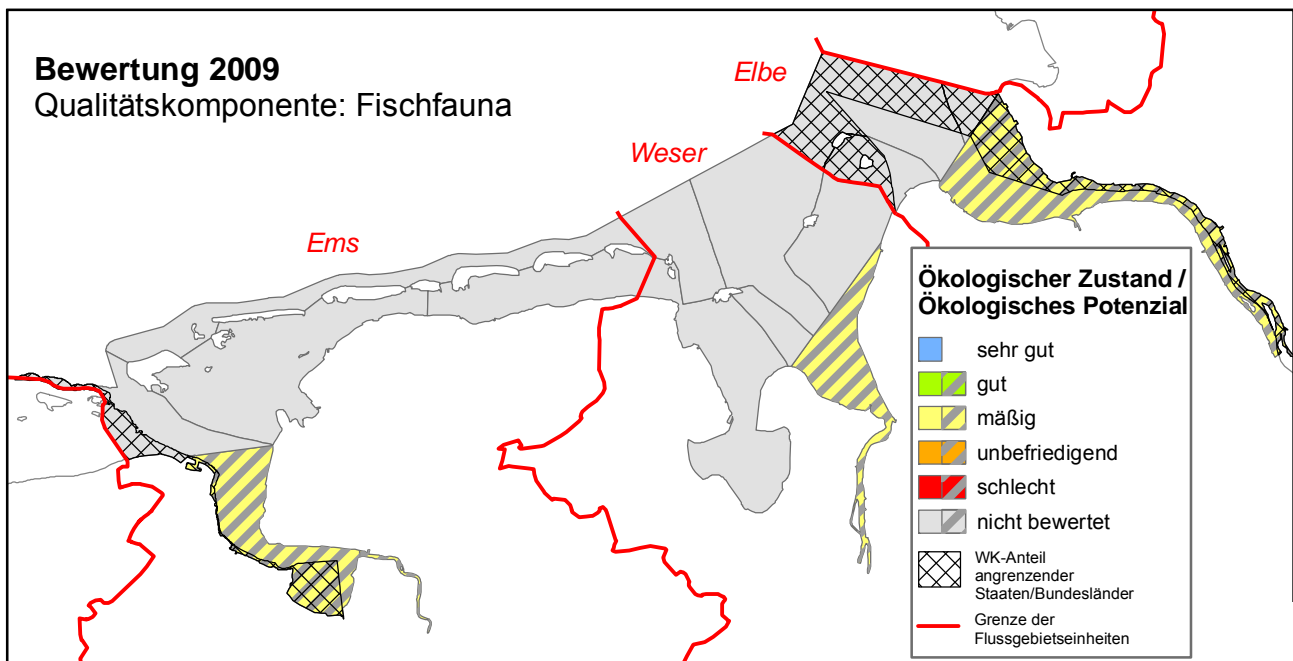 Bewertung 2009
Qualitätskomponente: Fischfauna
Elbe
Weser
Ems
Ökologischer Zustand /
Ökologisches Potenzial
sehr gut
gut
mäßig
unbefriedigend
schlecht
nicht bewertet
WK-Anteil
angrenzender
Staaten/Bundesländer
Grenze der
Flussgebietseinheiten